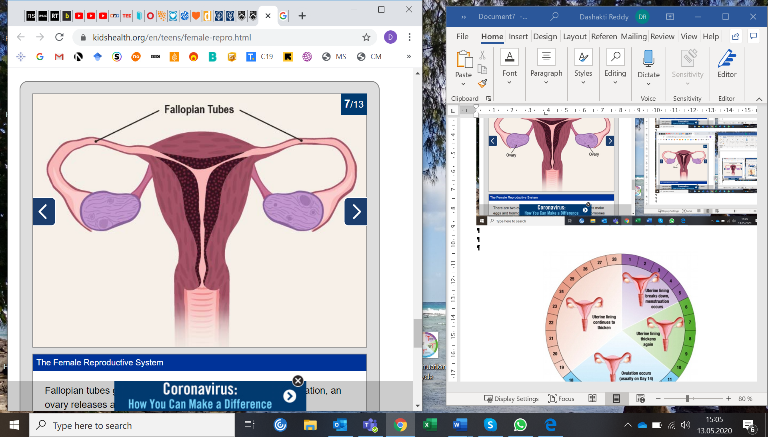 kidshealth.org/en/teens/female-repro.html
D
G
M
S
T
C19
MS
CM
»
7/13
Fallopian Tubes
The Female Reproductive System
Fallopian tubes
ation, an
ovary releases a
Coronavirus:
How You Can Make a Difference
Document7
Dashakti Reddy
DR
File Home Insert Design Layout Referen Mailing Review View Help
Paste
Font
Paragraph
Styles
Editing
Dictate
Sensitivity
Editor
Clipboard
Voice
Sensitivity
Editor
Ovary
Ovary
The Female Reproductive System
Coronavirus:
How You Can Make a Difference
Type here to search
Uterine lining
breaks down,
menstruation
occurs
Uterine lining
continues to
thicken
Uterine lining
thickens
again
Ovulation occurs
(usually on Day 14)
Display Settings
Focus
60 %
Type here to search
15:05
13.05.2020